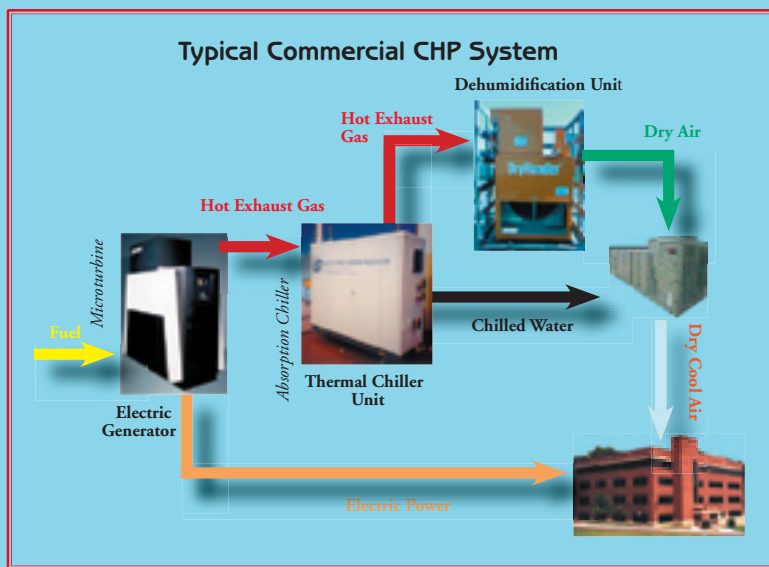 Typical Commercial CHP System
Dehumidification Unit
Hot Exhaust
Gas
Dry Air
DryHandler
Hot Exhaust Gas
Microturbine
Absorption Chiller
Fuel
Chilled Water
Dry Cool Air
Thermal Chiller
Unit
Electric
Generator
Electric Power